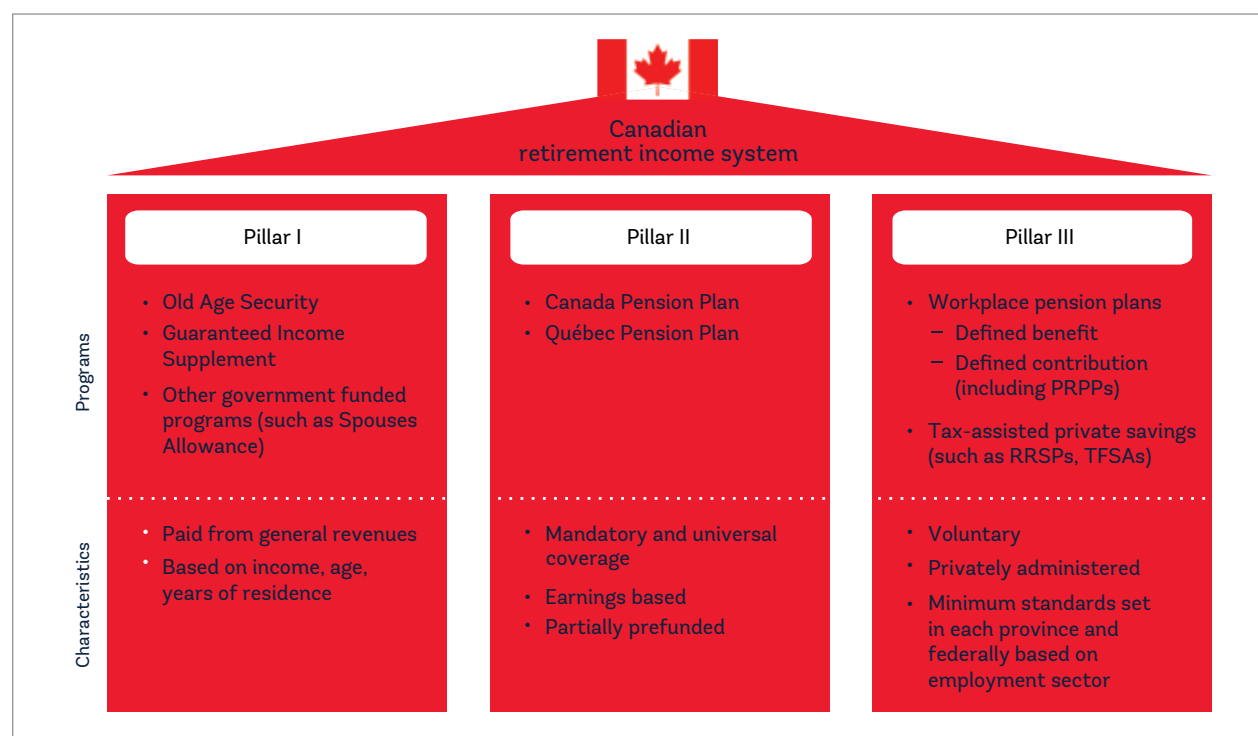 Canadian
retirement income system
Pillar I
Pillar II
Pillar III
Programs
• Old Age Security
• Guaranteed Income
Supplement
• Other government funded
programs (such as Spouses
Allowance)
• Canada Pension Plan
• Québec Pension Plan
• Workplace pension plans
– Defined benefit
– Defined contribution
(including PRPPs)
• Tax-assisted private savings
(such as RRSPs, TFSAs)
Characteristics
• Paid from general revenues
• Based on income, age,
years of residence
• Mandatory and universal
coverage
• Earnings based
• Partially prefunded
• Voluntary
• Privately administered
• Minimum standards set
in each province and
federally based on
employment sector